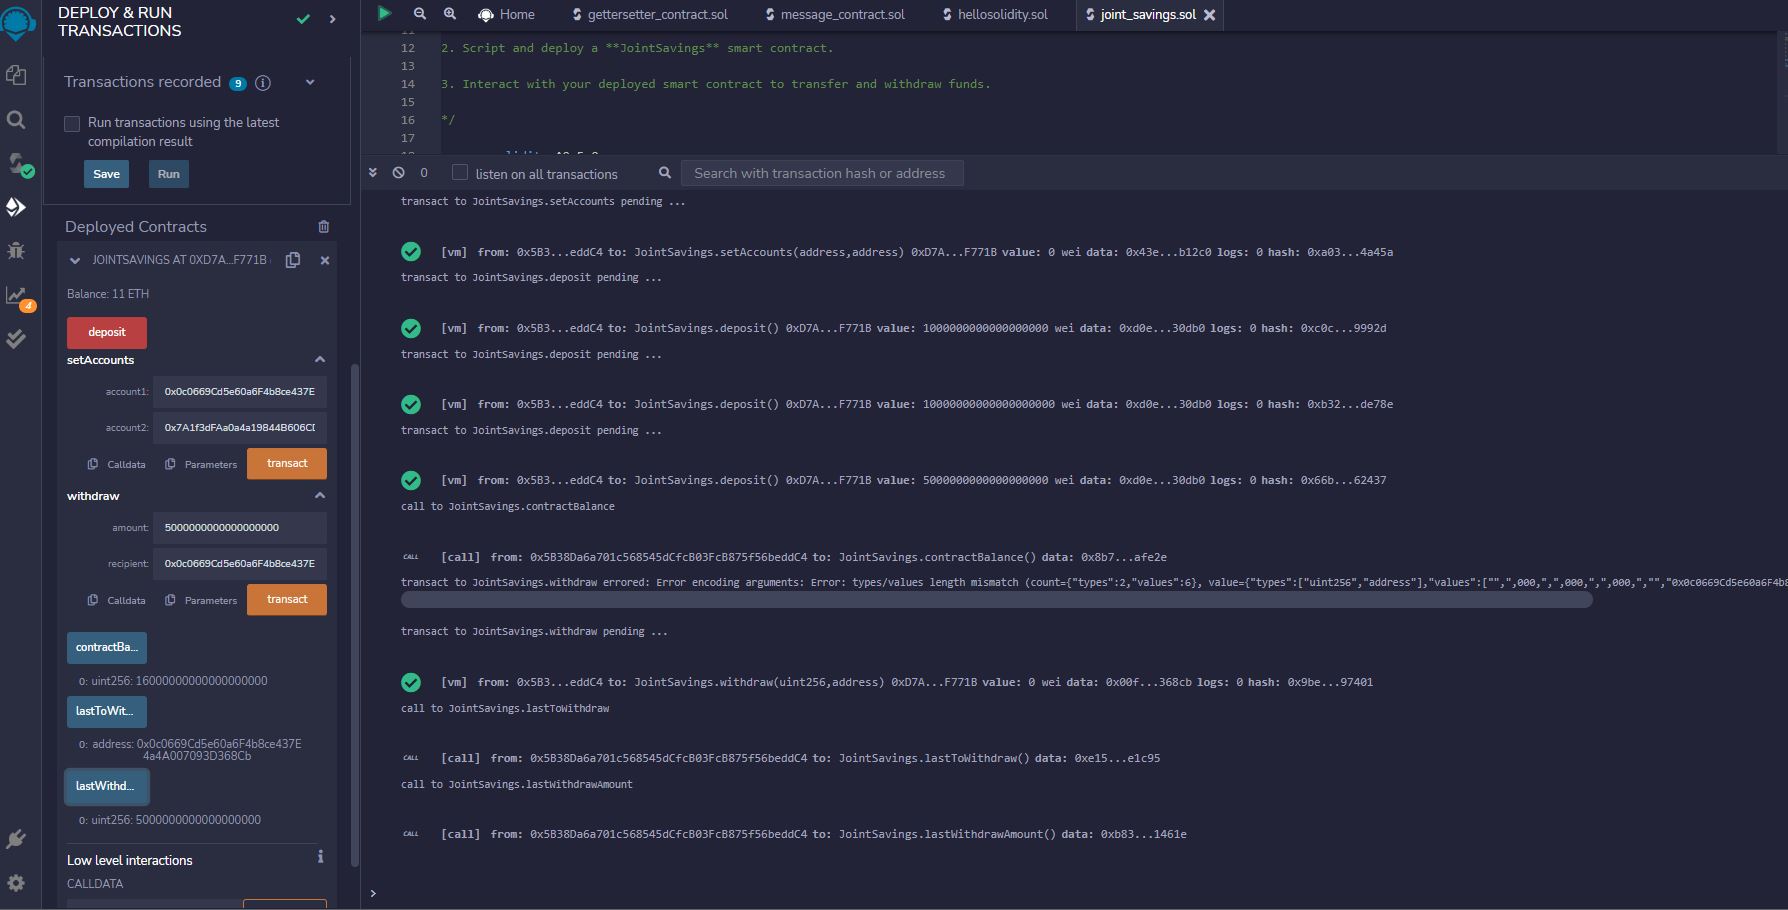 DEPLOY & RUN
TRANSACTIONS
Transactions recorded 9 i
Run transactions using the latest
compilation result
Save Run
Deployed Contracts
JOINTSAVINGS AT 0XD7A...F771B
Balance: 11 ETH
deposit
setAccounts
account1: 0x0c0669Cd5e60a6F4b8ce437E
account2: 0x7A1f3dFAa0a4a19844B606CD
Calldata Parameters transact
withdraw
amount: 5000000000000000000
recipient: 0x0c0669Cd5e60a6F4b8ce437E
Calldata Parameters transact
contractBa...
0: uint256: 16000000000000000000
lastToWit...
0: address: 0x0c0669Cd5e60a6F4b8ce437E
4a4A007093D368Cb
lastWithd...
0: uint256: 5000000000000000000
Low level interactions i
CALLDATA
4
Home gettersetter_contract.sol message_contract.sol hellosolidity.sol joint_savings.sol
11
12 2. Script and deploy a **JointSavings** smart contract.
13
14 3. Interact with your deployed smart contract to transfer and withdraw funds.
15
16 */
17
0 listen on all transactions Search with transaction hash or address
transact to JointSavings.setAccounts pending ...
[vm] from: 0x5B3...eddC4 to: JointSavings.setAccounts(address,address) 0xD7A...F771B value: 0 wei data: 0x43e...b12c0 logs: 0 hash: 0xa03...4a45a
transact to JointSavings.deposit pending ...
[vm] from: 0x5B3...eddC4 to: JointSavings.deposit() 0xD7A...F771B value: 1000000000000000000 wei data: 0xd0e...30db0 logs: 0 hash: 0xc0c...9992d
transact to JointSavings.deposit pending ...
[vm] from: 0x5B3...eddC4 to: JointSavings.deposit() 0xD7A...F771B value: 10000000000000000000 wei data: 0xd0e...30db0 logs: 0 hash: 0xb32...de78e
transact to JointSavings.deposit pending ...
[vm] from: 0x5B3...eddC4 to: JointSavings.deposit() 0xD7A...F771B value: 5000000000000000000 wei data: 0xd0e...30db0 logs: 0 hash: 0x66b...62437
call to JointSavings.contractBalance
CALL [call] from: 0x5B38Da6a701c568545dCfcB03FcB875f56beddC4 to: JointSavings.contractBalance() data: 0x8b7...afe2e
transact to JointSavings.withdraw errored: Error encoding arguments: Error: types/values length mismatch (count={"types":2,"values":6}, value={"types":["uint256","address"],"values":["",",000,",",000,",",000,",","","0x0c0669Cd5e60a6F4b8
transact to JointSavings.withdraw pending ...
[vm] from: 0x5B3...eddC4 to: JointSavings.withdraw(uint256,address) 0xD7A...F771B value: 0 wei data: 0x00f...368cb logs: 0 hash: 0x9be...97401
call to JointSavings.lastToWithdraw
CALL [call] from: 0x5B38Da6a701c568545dCfcB03FcB875f56beddC4 to: JointSavings.lastToWithdraw() data: 0xe15...e1c95
call to JointSavings.lastWithdrawAmount
CALL [call] from: 0x5B38Da6a701c568545dCfcB03FcB875f56beddC4 to: JointSavings.lastWithdrawAmount() data: 0xb83...1461e
>